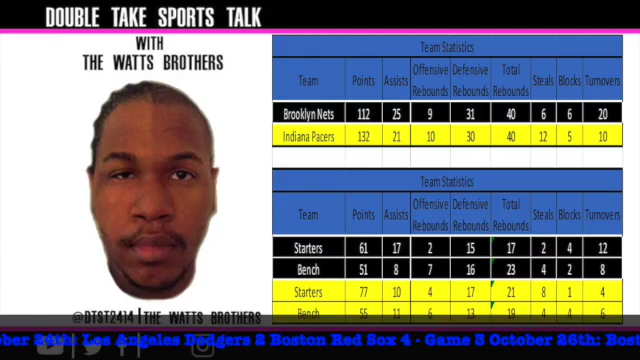 DOUBLE TAKE SPORTS TALK
WITH
THE WATTS BROTHERS
Team Statistics
Team Points Assists Offensive Rebounds Defensive Rebounds Total Rebounds Steals Blocks Turnovers
Brooklyn Nets 112 25 9 31 40 6 6 20
Indiana Pacers 132 21 10 30 40 12 5 10
Team Statistics
Team Points Assists Offensive Rebounds Defensive Rebounds Total Rebounds Steals Blocks Turnovers
Starters 61 17 2 15 17 2 4 12
Bench 51 8 7 16 23 4 2 8
Starters 77 10 4 17 21 8 1 4
Bench 55 11 6 13 19 4 4 6
@DTST2414 | THE WATTS BROTHERS
ober 24th: Los Angeles Dodgers 2 Boston Red Sox 4 - Game 3 October 26th: Bos